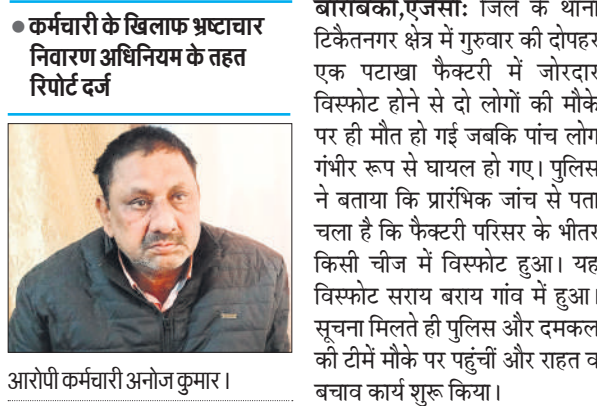 ● कर्मचारी के खिलाफ भ्रष्टाचार
निवारण अधिनियम के तहत
रिपोर्ट दर्ज
आरोपी कर्मचारी अनोज कुमार।
बाराबंकी,एजेंसी: जिले के थाना
टिकैतनगर क्षेत्र में गुरुवार की दोपहर
एक पटाखा फैक्टरी में जोरदार
विस्फोट होने से दो लोगों की मौके
पर ही मौत हो गई जबकि पांच लोग
गंभीर रूप से घायल हो गए। पुलिस
ने बताया कि प्रारंभिक जांच से पता
चला है कि फैक्टरी परिसर के भीतर
किसी चीज में विस्फोट हुआ। यह
विस्फोट सराय बराय गांव में हुआ।
सूचना मिलते ही पुलिस और दमकल
की टीमें मौके पर पहुंचीं और राहत व
बचाव कार्य शुरू किया।